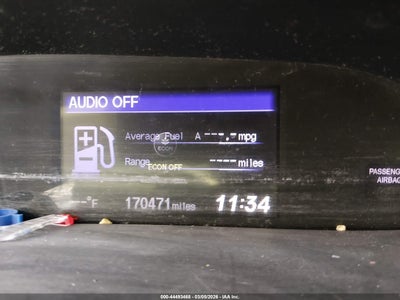 AUDIO OFF
Average Fuel A ---.- mpg
ECON
Range ---- miles
ECON OFF
PASSENG
AIRBAG
---°F 170471 miles 11:34
000-44493468 - 03/09/2026 - IAA Inc.